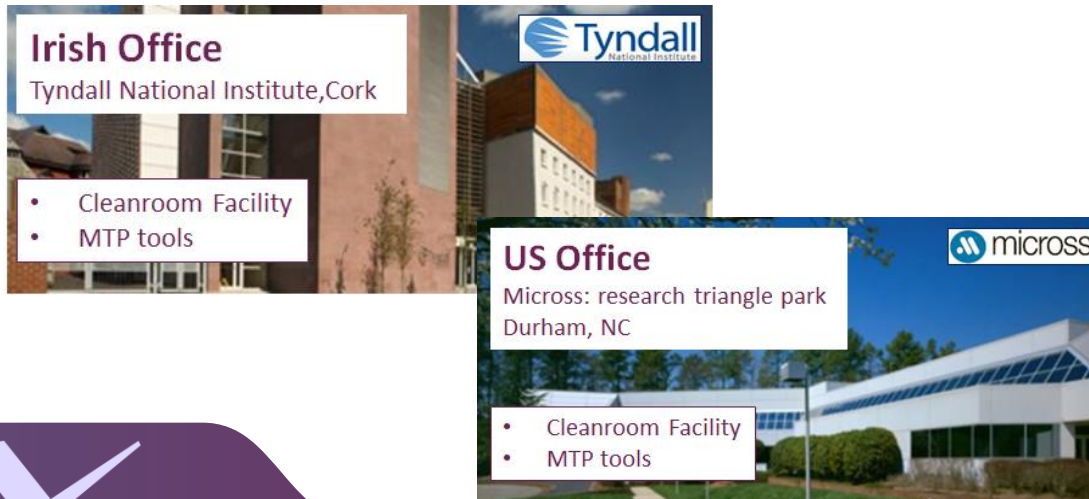 Irish Office
Tyndall National Institute,Cork
Tyndall
National Institute
• Cleanroom Facility
• MTP tools
US Office
Micross: research triangle park
Durham, NC
micross
• Cleanroom Facility
• MTP tools